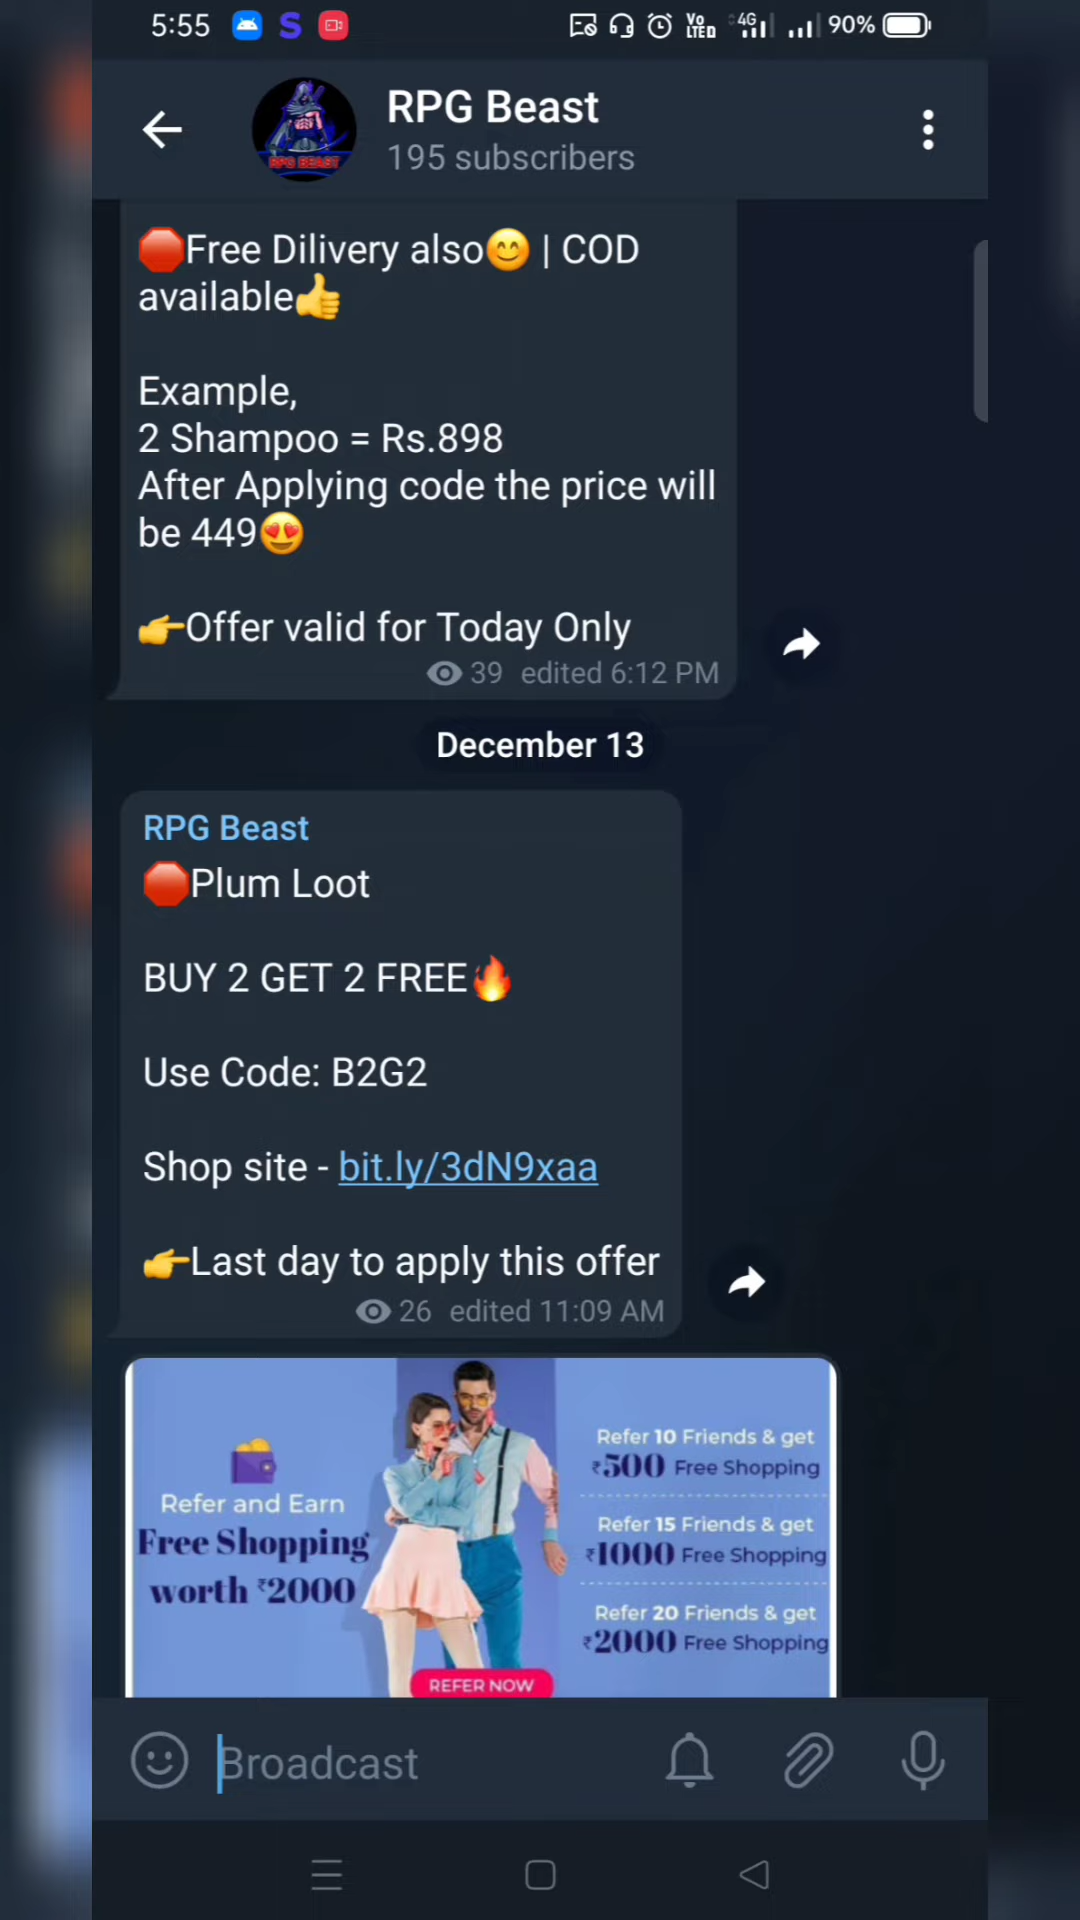 5:55
Vo
LTE
4G
90%
RPG Beast
195 subscribers
RPG BEAST
🛑Free Dilivery also😊 | COD
available👍
Example,
2 Shampoo = Rs.898
After Applying code the price will
be 449😍
👉Offer valid for Today Only
39 edited 6:12 PM
December 13
RPG Beast
🛑Plum Loot
BUY 2 GET 2 FREE🔥
Use Code: B2G2
Shop site - bit.ly/3dN9xaa
👉Last day to apply this offer
26 edited 11:09 AM
Refer and Earn
Free Shopping
worth ₹2000
Refer 10 Friends & get
₹500 Free Shopping
Refer 15 Friends & get
₹1000 Free Shopping
Refer 20 Friends & get
₹2000 Free Shopping
REFER NOW
Broadcast